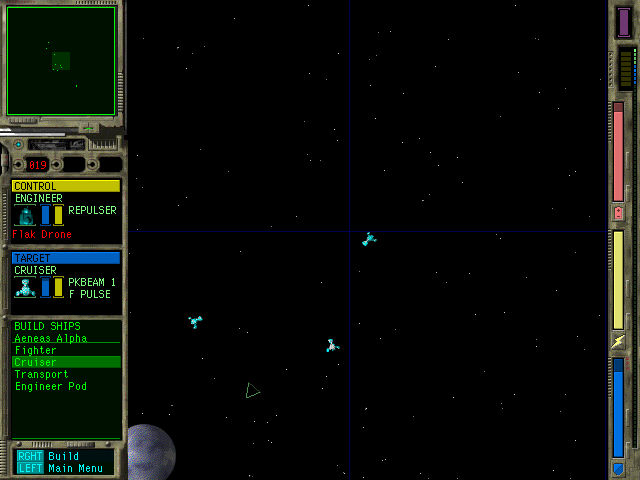 019
CONTROL
ENGINEER
REPULSER
Flak Drona
TARGET
CRUISER
PKBEAM 1
F PULSE
BUILD SHIPS
Aeneas Alpha
Fighter
Cruiser
Transport
Engineer Pod
RGHT Build
LEFT Main Menu